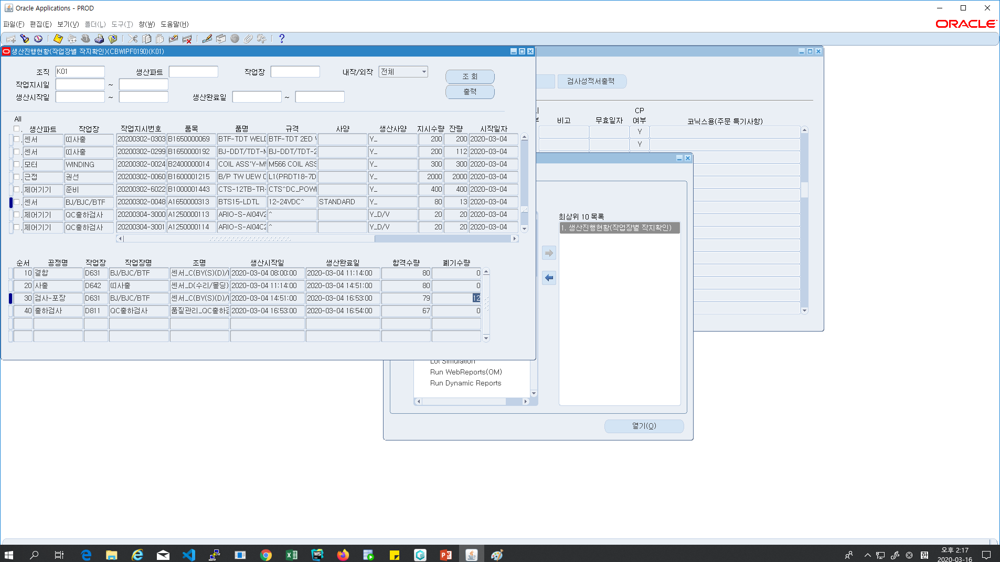 Oracle Applications - PROD
파일(F) 편집(E) 보기(V) 폴더(L) 도구(T) 창(W) 도움말(H)
ORACLE
생산진행현황(작업장별 작지확인)(CBWIPF0190)(K01)
조직 K01 생산파트 작업장 내작/외작 전체 조 회
작업지시일 ~ 출력
생산시작일 ~ 생산완료일 ~
검사성적서출력
All
생산파트 작업장 작업지시번호 품목 품명 규격 사양 생산사양 지시수량 잔량 시작일자
센서 띠사출 20200302-0303 B1650000069 BTF-TDT WELD BTF-TDT 2ED Y_ 200 200 2020-03-04
센서 띠사출 20200302-0299 B1650000192 BJ-DDT/TDT-N BJ-DDT/TDT-2 Y_ 200 112 2020-03-04
모터 WINDING 20200302-0024 B2400000014 COIL ASS'Y-M M566 COIL ASS Y_ 300 300 2020-03-04
근접 권선 20200302-0060 B1600001215 B/P TW UEW L1(PRDT18-7D Y_ 2000 2000 2020-03-04
제어기기 준비 20200302-6022 B1000001443 CTS-12TB-TR- CTS^DC_POW Y_ 400 400 2020-03-04
센서 BJ/BJC/BTF 20200302-0048 A1650000313 BTS15-LDTL 12-24VDC^ STANDARD Y_ 80 13 2020-03-04
제어기기 QC출하검사 20200304-3000 A1250000113 ARIO-S-AI04V2 ^ Y_D/V 20 20 2020-03-04
제어기기 QC출하검사 20200304-3001 A1250000114 ARIO-S-AI04C2 ^ Y_D/V 20 20 2020-03-04
비고 무효일자 CP 여부 코닉스용(주문 특기사항)
Y
Y
순서 공정명 작업장 작업장명 조명 생산시작일 생산완료일 합격수량 폐기수량
10 결합 D631 BJ/BJC/BTF 센서_C(BY(S)(D)/ 2020-03-04 08:00:00 2020-03-04 11:14:00 80 0
20 사출 D642 띠사출 센서_D(수리/몰딩) 2020-03-04 11:14:00 2020-03-04 14:51:00 80 0
30 검사-포장 D631 BJ/BJC/BTF 센서_C(BY(S)(D)/ 2020-03-04 14:51:00 2020-03-04 16:53:00 79 12
40 출하검사 D811 QC출하검사 품질관리_QC출하 2020-03-04 16:53:00 2020-03-04 16:54:00 67 0
최상위 10 목록
1. 생산진행현황(작업장별 작지확인)
Lot Simulation
Run WebReports(OM)
Run Dynamic Reports
열기(O)
한
오후 2:17
2020-03-16